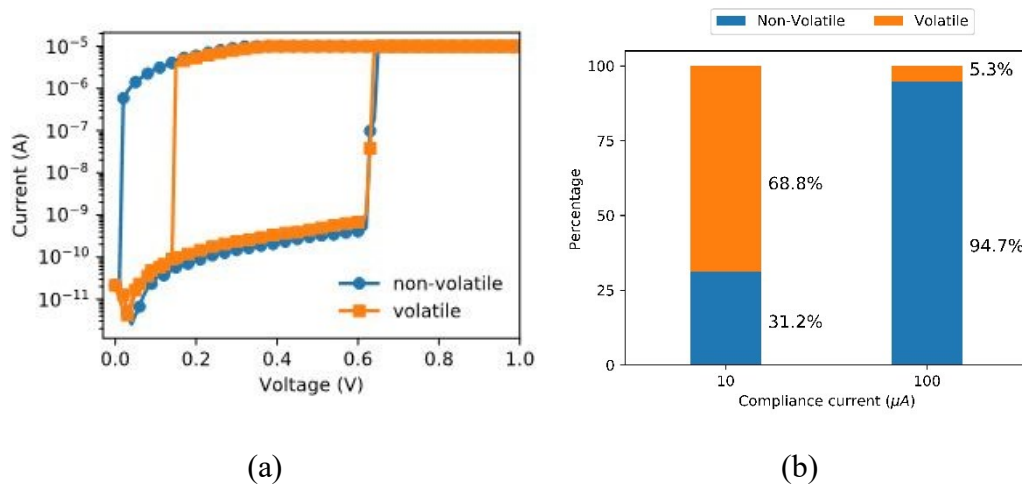 10⁻⁵
10⁻⁶
10⁻⁷
10⁻⁸
10⁻⁹
10⁻¹⁰
10⁻¹¹
Current (A)
non-volatile
volatile
0.0 0.2 0.4 0.6 0.8 1.0
Voltage (V)
(a)
Non-Volatile Volatile
100
75
50
25
0
Percentage
5.3%
68.8%
94.7%
31.2%
10 100
Compliance current (μA)
(b)